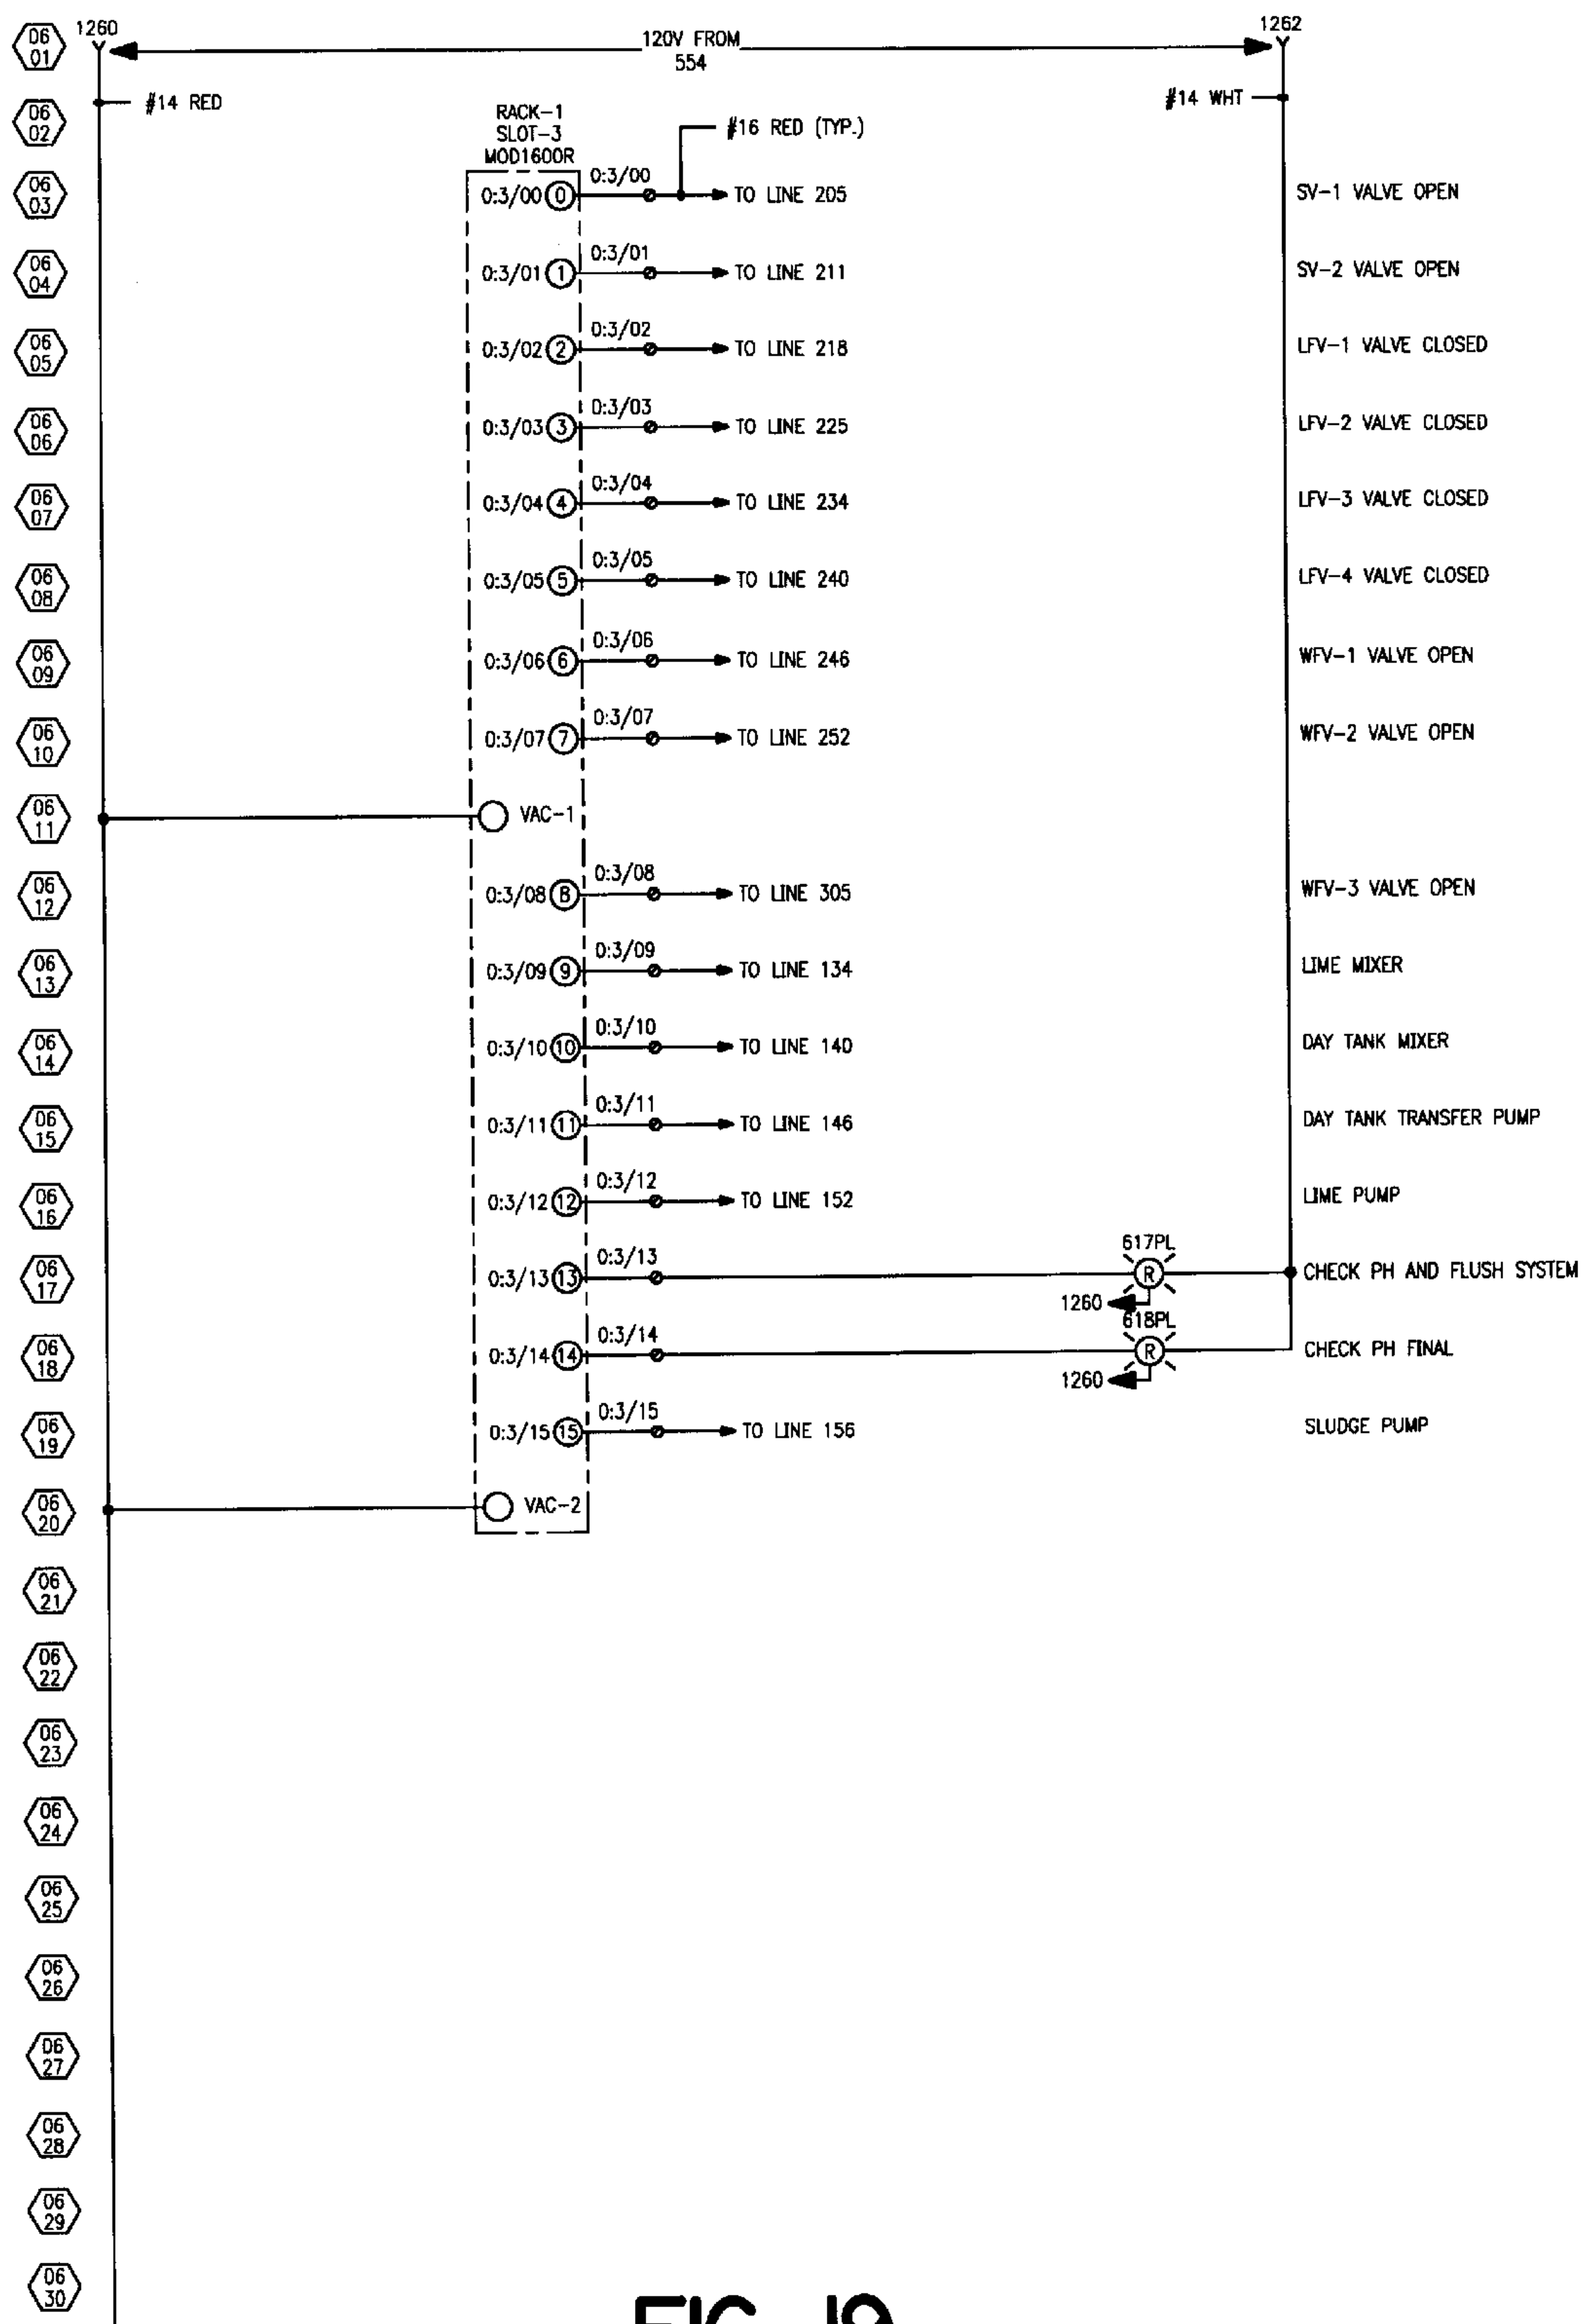 06 01 1260 120V FROM 554 1262
#14 RED #14 WHT
06 02 RACK-1 SLOT-3 MOD1600R #16 RED (TYP.)
06 03 0:3/00 0 0:3/00 TO LINE 205 SV-1 VALVE OPEN
06 04 0:3/01 1 0:3/01 TO LINE 211 SV-2 VALVE OPEN
06 05 0:3/02 2 0:3/02 TO LINE 218 LFV-1 VALVE CLOSED
06 06 0:3/03 3 0:3/03 TO LINE 225 LFV-2 VALVE CLOSED
06 07 0:3/04 4 0:3/04 TO LINE 234 LFV-3 VALVE CLOSED
06 08 0:3/05 5 0:3/05 TO LINE 240 LFV-4 VALVE CLOSED
06 09 0:3/06 6 0:3/06 TO LINE 246 WFV-1 VALVE OPEN
06 10 0:3/07 7 0:3/07 TO LINE 252 WFV-2 VALVE OPEN
06 11 VAC-1
06 12 0:3/08 8 0:3/08 TO LINE 305 WFV-3 VALVE OPEN
06 13 0:3/09 9 0:3/09 TO LINE 134 LIME MIXER
06 14 0:3/10 10 0:3/10 TO LINE 140 DAY TANK MIXER
06 15 0:3/11 11 0:3/11 TO LINE 146 DAY TANK TRANSFER PUMP
06 16 0:3/12 12 0:3/12 TO LINE 152 LIME PUMP
06 17 0:3/13 13 0:3/13 617PL R 1260 CHECK PH AND FLUSH SYSTEM
06 18 0:3/14 14 0:3/14 618PL R 1260 CHECK PH FINAL
06 19 0:3/15 15 0:3/15 TO LINE 156 SLUDGE PUMP
06 20 VAC-2
06 21
06 22
06 23
06 24
06 25
06 26
06 27
06 28
06 29
06 30
FIG. 19